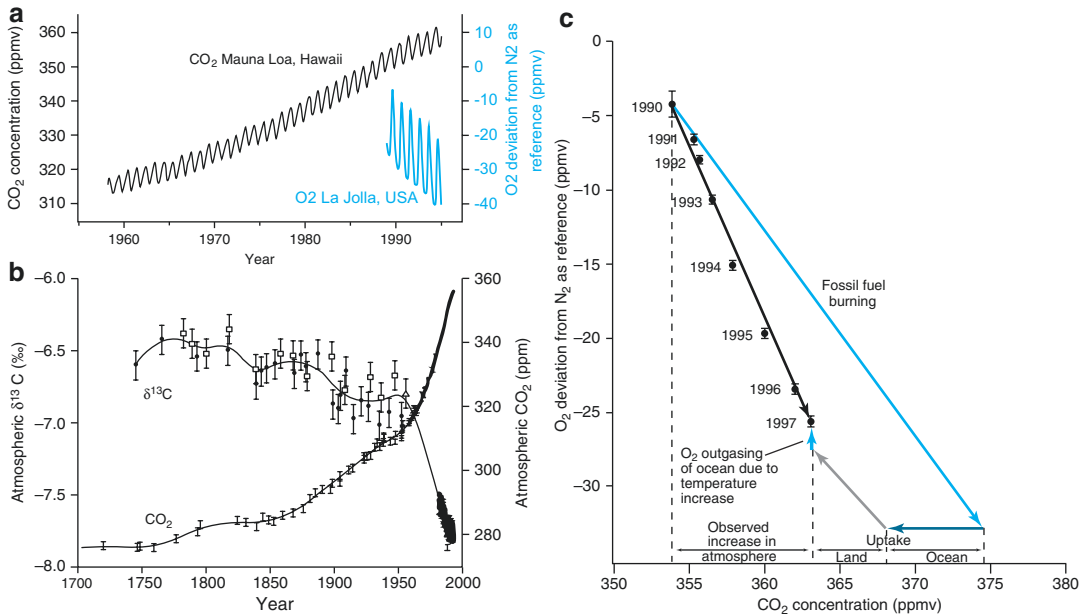 a
CO2 concentration (ppmv)
360
350
340
330
320
310
CO2 Mauna Loa, Hawaii
O2 La Jolla, USA
10
0
-10
-20
-30
-40
O2 deviation from N2 as
reference (ppmv)
1960 1970 1980 1990
Year
b
Atmospheric δ13 C (‰)
–6.0
–6.5
–7.0
–7.5
–8.0
δ13C
CO2
360
340
320
300
280
260
Atmospheric CO2 (ppm)
1700 1750 1800 1850 1900 1950 2000
Year
c
O2 deviation from N2 as reference (ppmv)
0
–5
–10
–15
–20
–25
–30
1990
1991
1992
1993
1994
1995
1996
1997
Fossil fuel
burning
O2 outgasing
of ocean due to
temperature
increase
Observed
increase in
atmosphere
Uptake
Land
Ocean
350 355 360 365 370 375 380
CO2 concentration (ppmv)